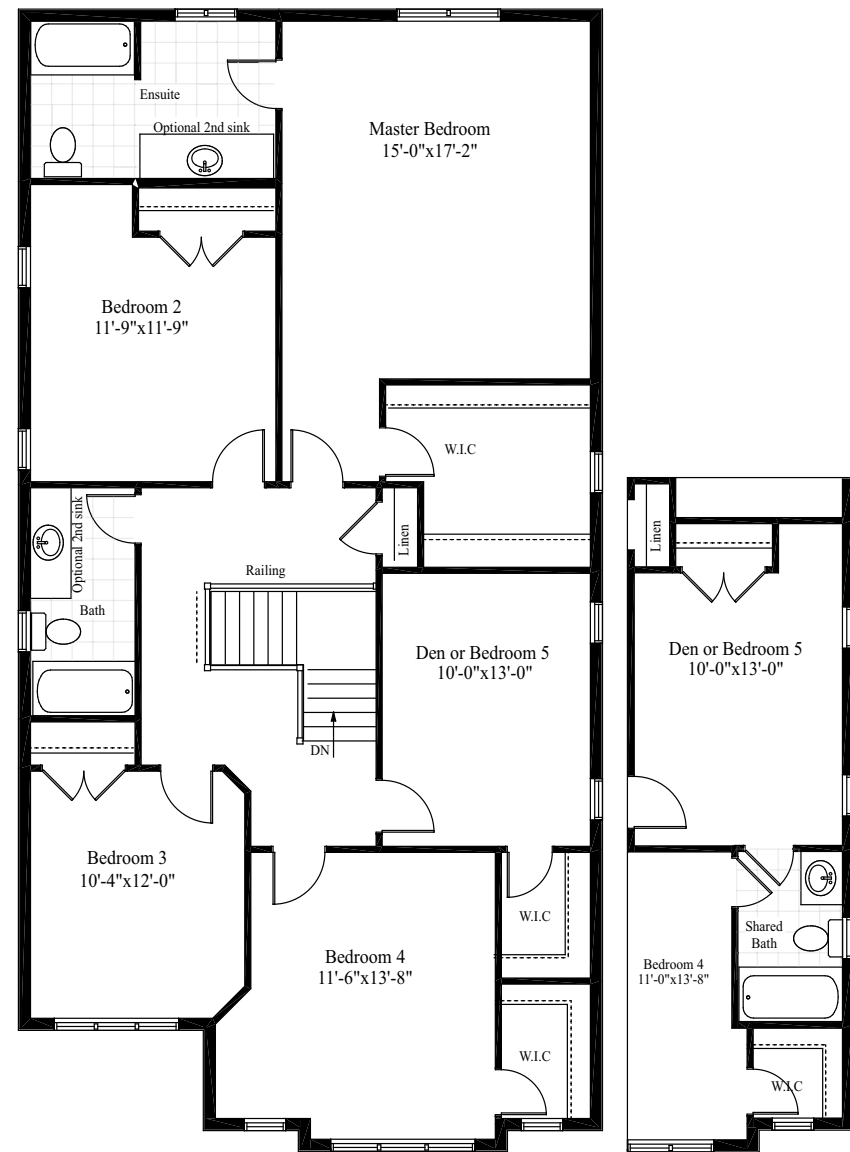 Ensuite
Optional 2nd sink
Master Bedroom
15'-0"x17'-2"
Bedroom 2
11'-9"x11'-9"
W.I.C
Linen
Optional 2nd sink
Bath
Railing
DN
Den or Bedroom 5
10'-0"x13'-0"
Bedroom 3
10'-4"x12'-0"
W.I.C
Bedroom 4
11'-6"x13'-8"
W.I.C
Linen
Den or Bedroom 5
10'-0"x13'-0"
Shared
Bath
Bedroom 4
11'-0"x13'-8"
W.I.C